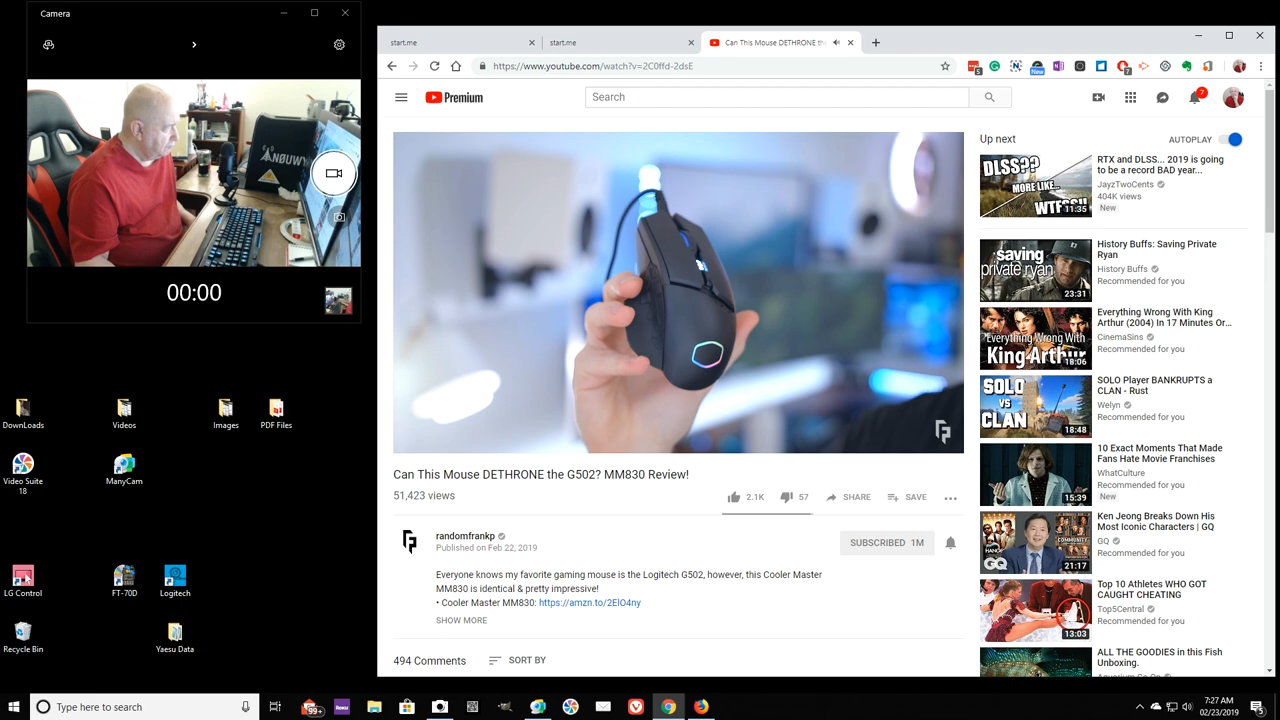 Camera
00:00
ANØUWY
DownLoads
Videos
Images
PDF Files
Video Suite
18
ManyCam
LG Control
FT-70D
Logitech
Recycle Bin
Yaesu Data
start.me
start.me
Can This Mouse DETHRONE the
https://www.youtube.com/watch?v=2C0ffd-2dsE
5
New
7
Premium
Search
7
Can This Mouse DETHRONE the G502? MM830 Review!
51,423 views
2.1K
57
SHARE
SAVE
randomfrankp
Published on Feb 22, 2019
SUBSCRIBED 1M
Everyone knows my favorite gaming mouse is the Logitech G502, however, this Cooler Master
MM830 is identical & pretty impressive!
• Cooler Master MM830: https://amzn.to/2ElO4ny
SHOW MORE
494 Comments
SORT BY
Up next
AUTOPLAY
DLSS??
MORE LIKE...
WTF
11:35
RTX and DLSS... 2019 is going
to be a record BAD year...
JayzTwoCents
404K views
New
saving
private ryan
23:31
History Buffs: Saving Private
Ryan
History Buffs
Recommended for you
Everything Wrong With
King Arthur
18:06
Everything Wrong With King
Arthur (2004) In 17 Minutes Or...
CinemaSins
Recommended for you
SOLO
VS
CLAN
18:48
SOLO Player BANKRUPTS a
CLAN - Rust
Welyn
Recommended for you
15:39
10 Exact Moments That Made
Fans Hate Movie Franchises
WhatCulture
Recommended for you
New
COMMUNITY
GQ
21:17
Ken Jeong Breaks Down His
Most Iconic Characters | GQ
GQ
Recommended for you
13:03
Top 10 Athletes WHO GOT
CAUGHT CHEATING
Top5Central
Recommended for you
ALL THE GOODIES in this Fish
Unboxing.
Type here to search
99+
Roku
7:27 AM
02/23/2019
5